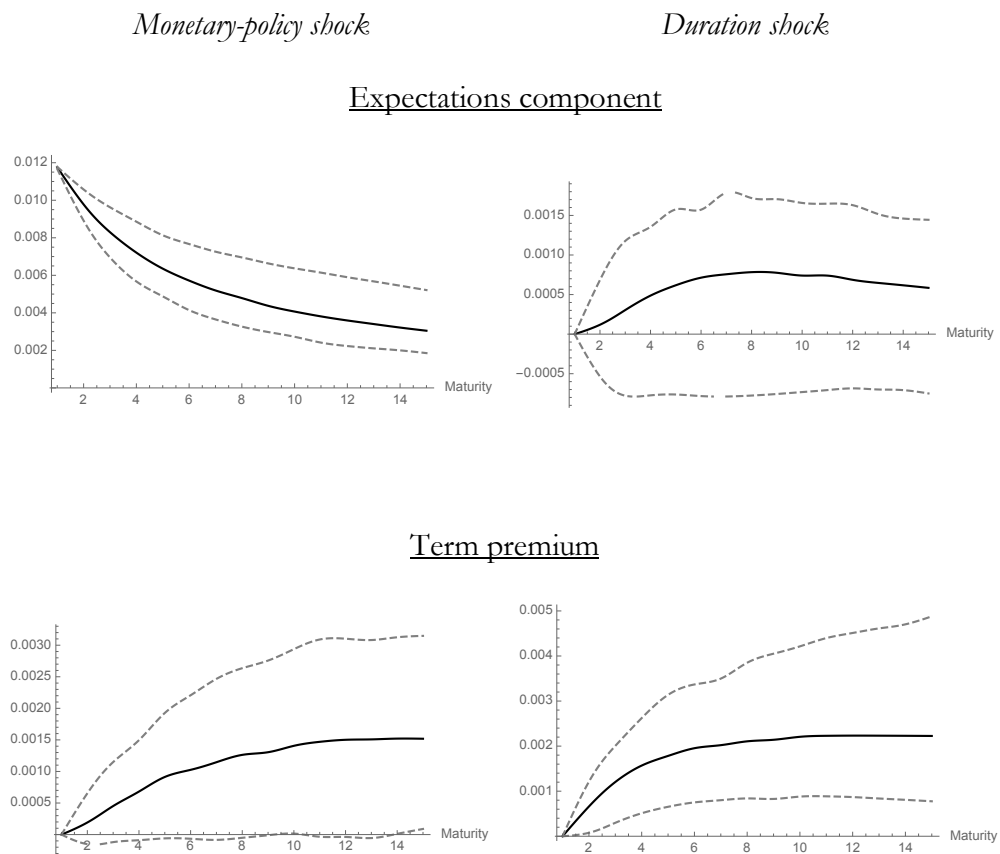 Monetary-policy shock Duration shock
Expectations component
0.012
0.010
0.008
0.006
0.004
0.002
2 4 6 8 10 12 14
Maturity
0.0015
0.0010
0.0005
−0.0005
2 4 6 8 10 12 14
Maturity
Term premium
0.0030
0.0025
0.0020
0.0015
0.0010
0.0005
2 4 6 8 10 12 14
Maturity
0.005
0.004
0.003
0.002
0.001
2 4 6 8 10 12 14
Maturity